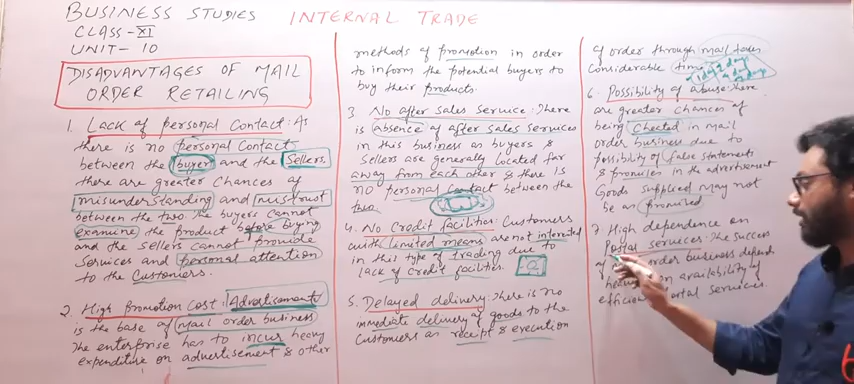 BUSINESS STUDIES
INTERNAL TRADE
CLASS - XI
UNIT - 10
DISADVANTAGES OF MAIL
ORDER RETAILING
1. Lack of personal Contact: As
there is no personal Contact
between the buyer and the Sellers,
there are greater chances of
misunderstanding and mistrust
between the two. The buyers cannot
examine the product before buying
and the sellers cannot provide
Services and personal attention
to the Customers.
2. High Promotion Cost: Advertisement
is the base of mail order business
The enterprise has to incur heavy
expenditure on advertisement & other
methods of promotion in order
to inform the potential buyers to
buy their products.
3. No after sales service: There
is absence of after sales services
in this business as buyers &
Sellers are generally located far
away from each other & there is
no personal contact between the
two.
4. No Credit facilities: Customers
with limited means are not interested
in this type of trading due to
lack of credit facilities.
5. Delayed delivery: There is no
immediate delivery of goods to the
Customers as receipt & execution
of order through mail takes
Considerable time.
6. Possibility of abuse: There
are greater chances of
being cheated in mail
order business due to
possibility of false statements
& promises in the advertisement
Goods supplied may not
be as promised
7. High dependence on
Postal services: The success
of order business depends
on availability of
services.